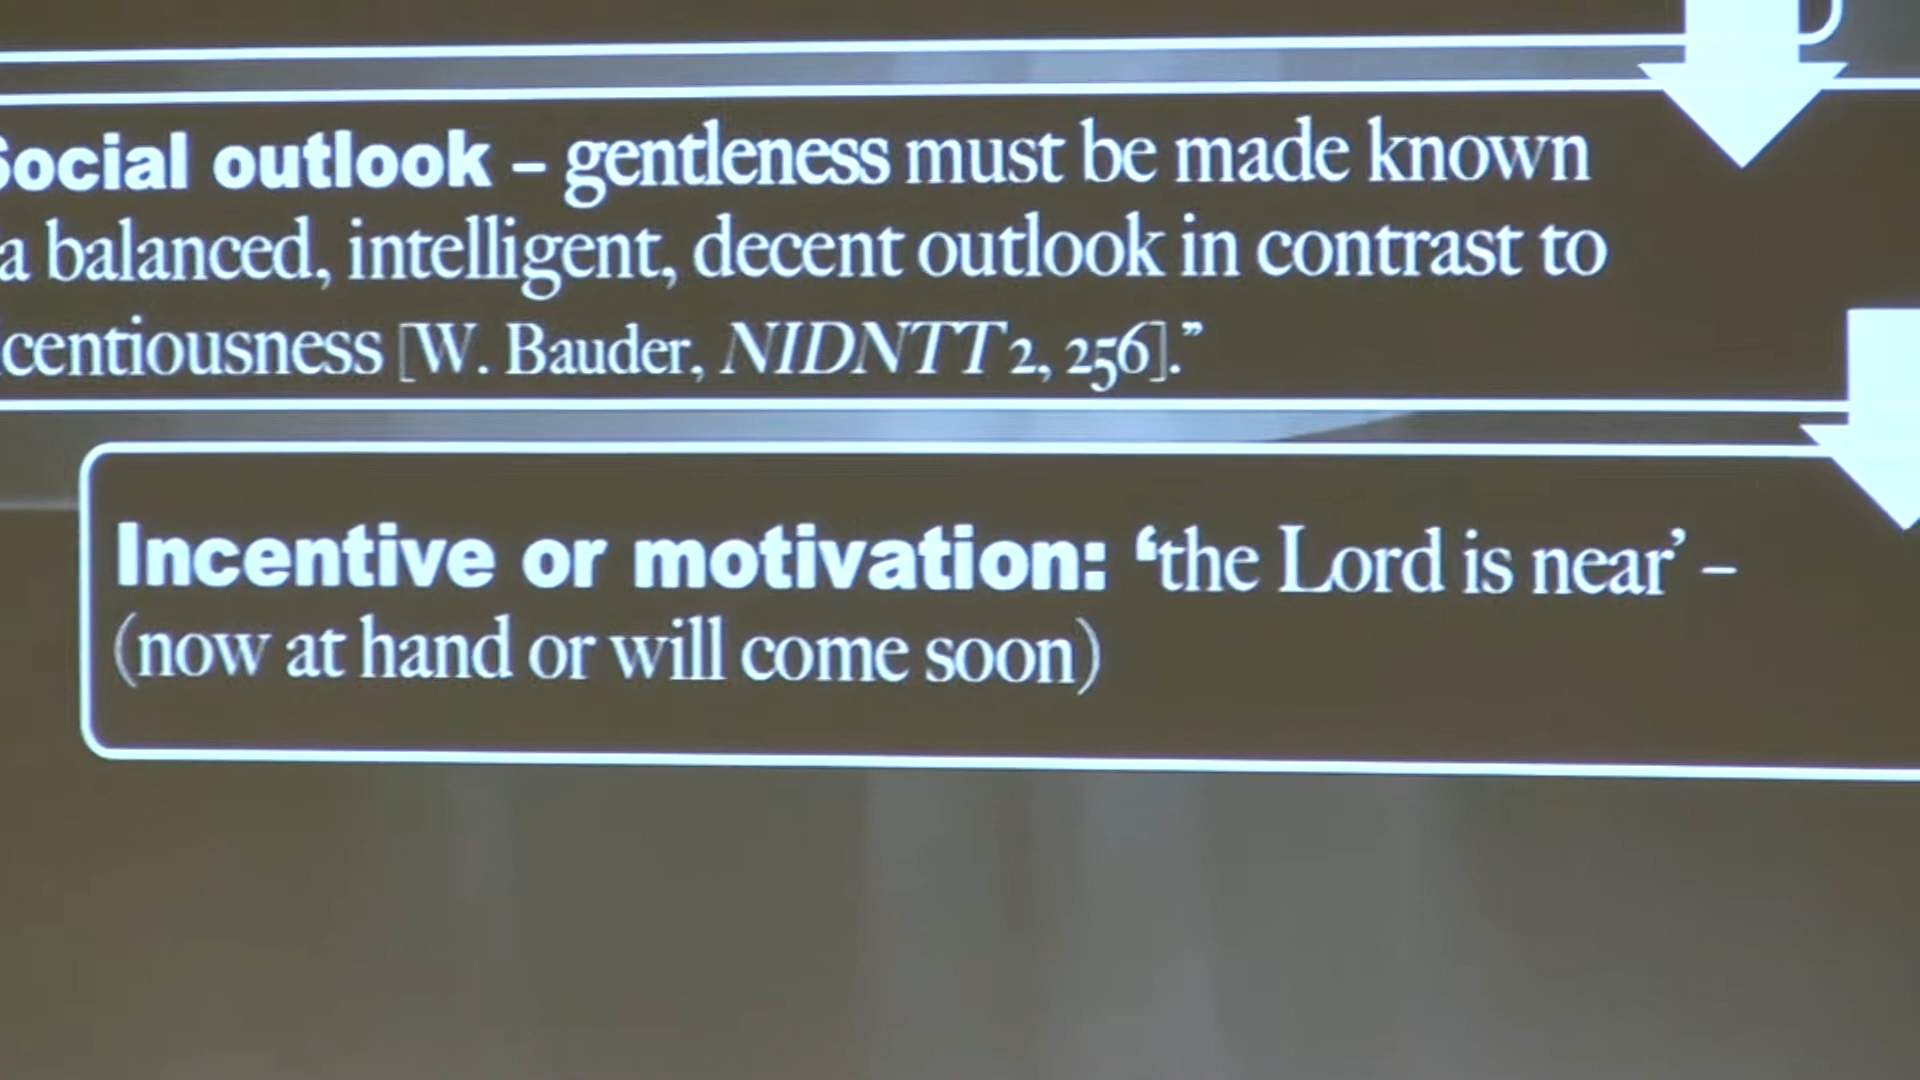 Social outlook – gentleness must be made known
a balanced, intelligent, decent outlook in contrast to
centiousness [W. Bauder, NIDNTT 2, 256].”
Incentive or motivation: ‘the Lord is near’ –
(now at hand or will come soon)